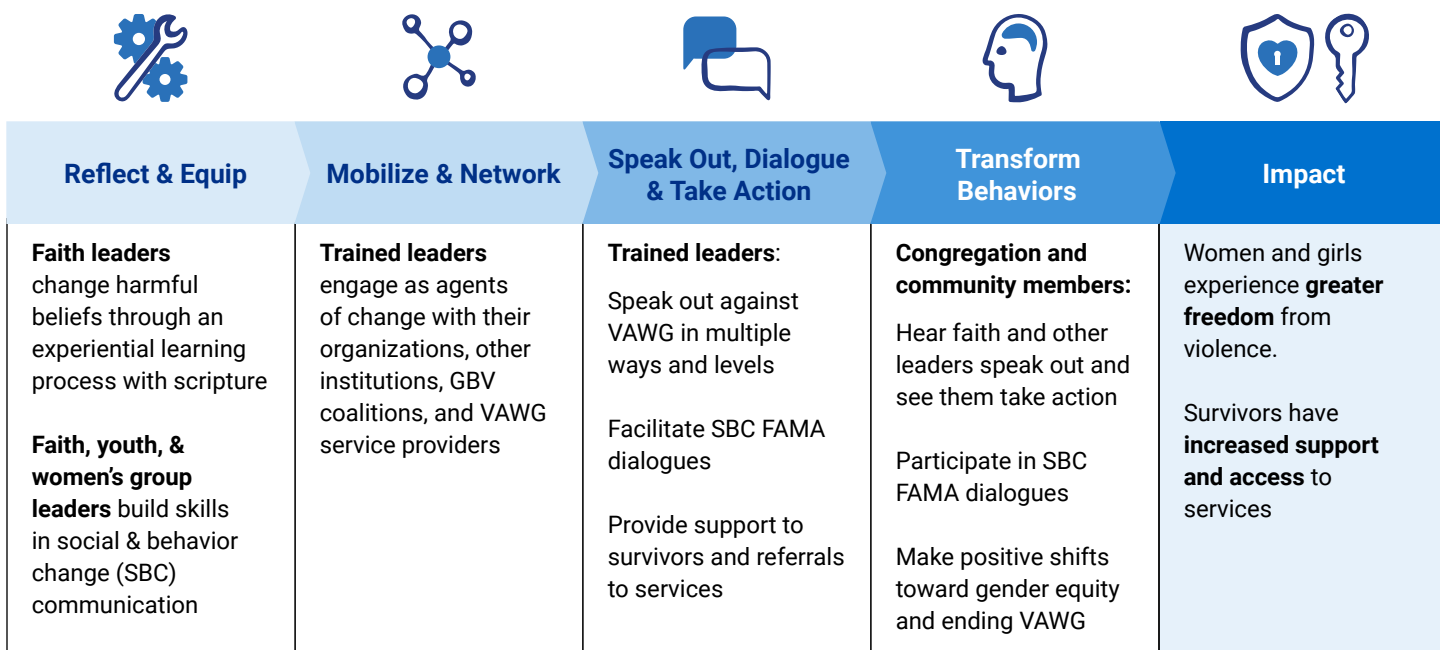 Reflect & Equip
Faith leaders
change harmful
beliefs through an
experiential learning
process with scripture
Faith, youth, &
women’s group
leaders build skills
in social & behavior
change (SBC)
communication
Mobilize & Network
Trained leaders
engage as agents
of change with their
organizations, other
institutions, GBV
coalitions, and VAWG
service providers
Speak Out, Dialogue
& Take Action
Trained leaders:
Speak out against
VAWG in multiple
ways and levels
Facilitate SBC FAMA
dialogues
Provide support to
survivors and referrals
to services
Transform
Behaviors
Congregation and
community members:
Hear faith and other
leaders speak out and
see them take action
Participate in SBC
FAMA dialogues
Make positive shifts
toward gender equity
and ending VAWG
Impact
Women and girls
experience greater
freedom from
violence.
Survivors have
increased support
and access to
services